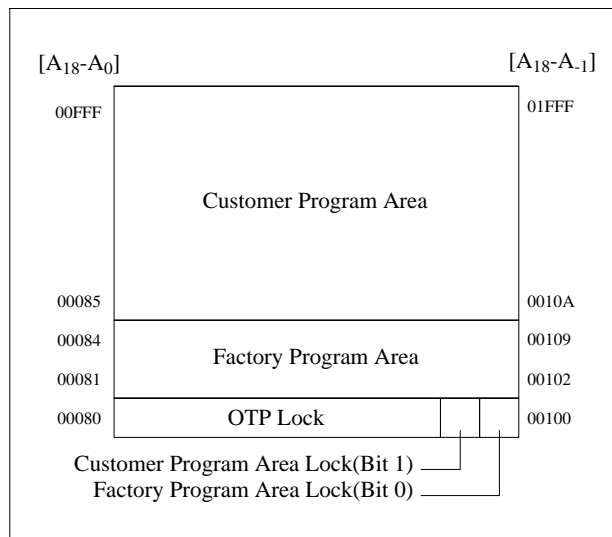 [A18-A0] [A18-A-1]
00FFF 01FFF
Customer Program Area
00085 0010A
00084 00109
Factory Program Area
00081 00102
00080 OTP Lock 00100
Customer Program Area Lock(Bit 1)
Factory Program Area Lock(Bit 0)